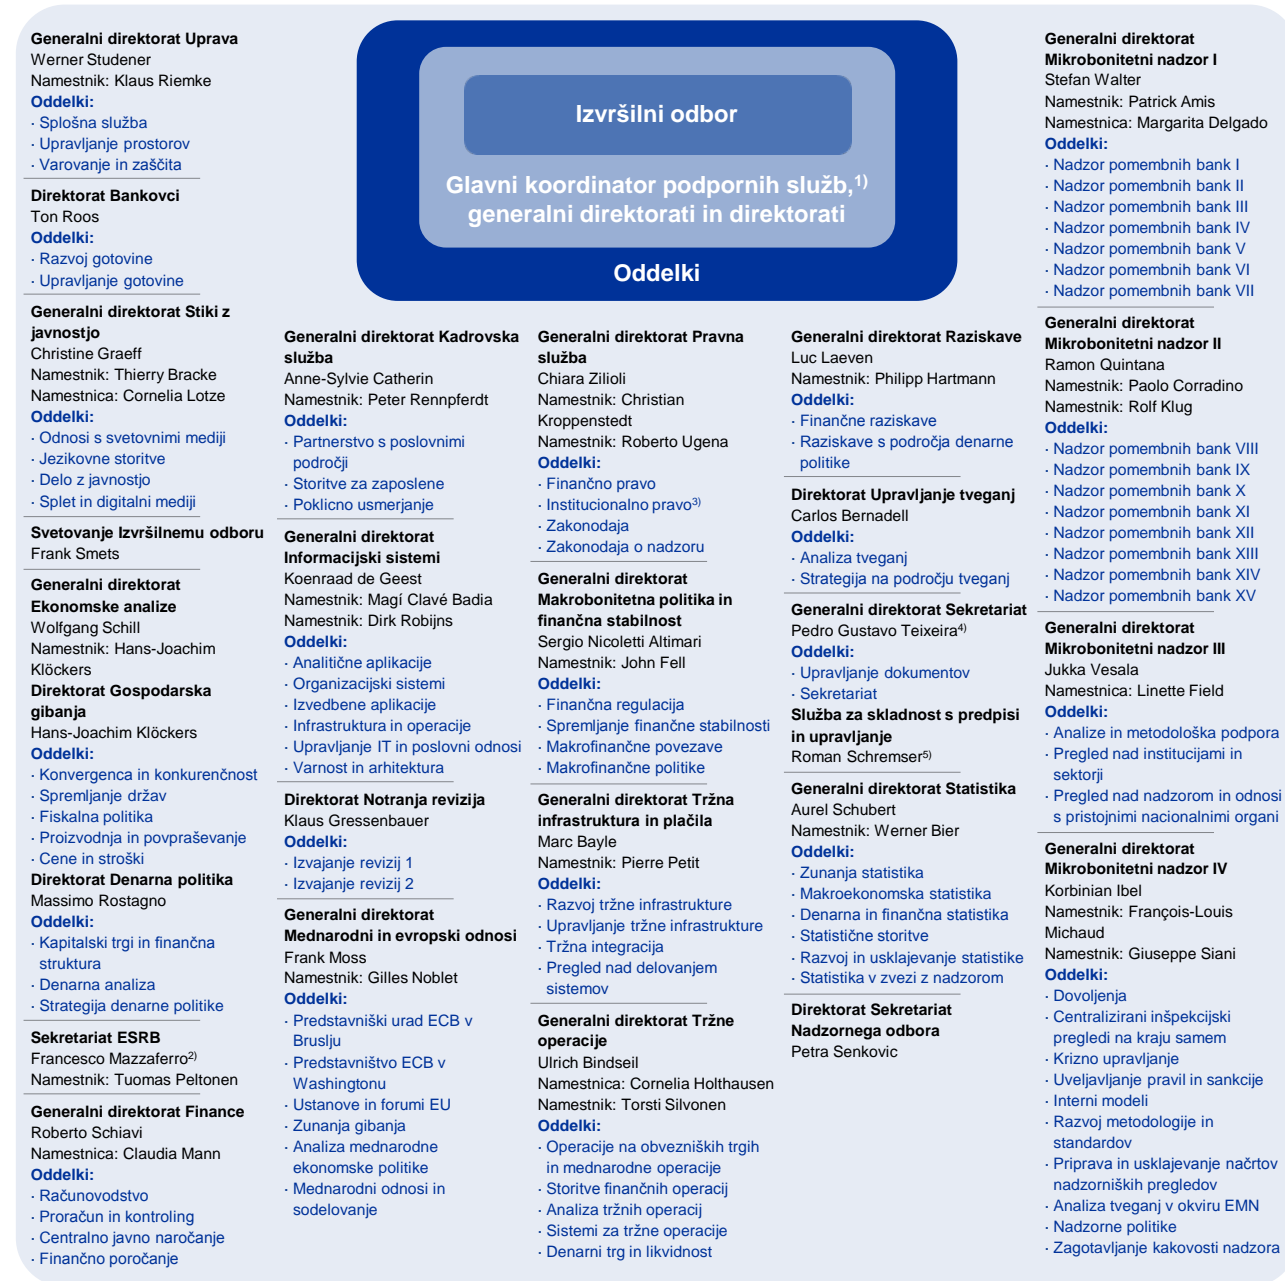 Generalni direktorat Uprava
Werner Studener
Namestnik: Klaus Riemke
Oddelki:
· Splošna služba
· Upravljanje prostorov
· Varovanje in zaščita
Direktorat Bankovci
Ton Roos
Oddelki:
· Razvoj gotovine
· Upravljanje gotovine
Generalni direktorat Stiki z
javnostjo
Christine Graeff
Namestnik: Thierry Bracke
Namestnica: Cornelia Lotze
Oddelki:
· Odnosi s svetovnimi mediji
· Jezikovne storitve
· Delo z javnostjo
· Splet in digitalni mediji
Svetovanje Izvršilnemu odboru
Frank Smets
Generalni direktorat
Ekonomske analize
Wolfgang Schill
Namestnik: Hans-Joachim
Klöckers
Direktorat Gospodarska
gibanja
Hans-Joachim Klöckers
Oddelki:
· Konvergenca in konkurenčnost
· Spremljanje držav
· Fiskalna politika
· Proizvodnja in povpraševanje
· Cene in stroški
Direktorat Denarna politika
Massimo Rostagno
Oddelki:
· Kapitalski trgi in finančna
struktura
· Denarna analiza
· Strategija denarne politike
Sekretariat ESRB
Francesco Mazzaferro2)
Namestnik: Tuomas Peltonen
Generalni direktorat Finance
Roberto Schiavi
Namestnica: Claudia Mann
Oddelki:
· Računovodstvo
· Proračun in kontroling
· Centralno javno naročanje
· Finančno poročanje
Izvršilni odbor
Glavni koordinator podpornih služb,1)
generalni direktorati in direktorati
Oddelki
Generalni direktorat Kadrovska
služba
Anne-Sylvie Catherin
Namestnik: Peter Rennpferdt
Oddelki:
· Partnerstvo s poslovnimi
področji
· Storitve za zaposlene
· Poklicno usmerjanje
Generalni direktorat
Informacijski sistemi
Koenraad de Geest
Namestnik: Magí Clavé Badia
Namestnik: Dirk Robijns
Oddelki:
· Analitične aplikacije
· Organizacijski sistemi
· Izvedbene aplikacije
· Infrastruktura in operacije
· Upravljanje IT in poslovni odnosi
· Varnost in arhitektura
Direktorat Notranja revizija
Klaus Gressenbauer
Oddelki:
· Izvajanje revizij 1
· Izvajanje revizij 2
Generalni direktorat
Mednarodni in evropski odnosi
Frank Moss
Namestnik: Gilles Noblet
Oddelki:
· Predstavniški urad ECB v
Bruslju
· Predstavništvo ECB v
Washingtonu
· Ustanove in forumi EU
· Zunanja gibanja
· Analiza mednarodne
ekonomske politike
· Mednarodni odnosi in
sodelovanje
Generalni direktorat Pravna
služba
Chiara Zilioli
Namestnik: Christian
Kroppenstedt
Namestnik: Roberto Ugena
Oddelki:
· Finančno pravo
· Institucionalno pravo3)
· Zakonodaja
· Zakonodaja o nadzoru
Generalni direktorat
Makrobonitetna politika in
finančna stabilnost
Sergio Nicoletti Altimari
Namestnik: John Fell
Oddelki:
· Finančna regulacija
· Spremljanje finančne stabilnosti
· Makrofinančne povezave
· Makrofinančne politike
Generalni direktorat Tržna
infrastruktura in plačila
Marc Bayle
Namestnik: Pierre Petit
Oddelki:
· Razvoj tržne infrastrukture
· Upravljanje tržne infrastrukture
· Tržna integracija
· Pregled nad delovanjem
sistemov
Generalni direktorat Tržne
operacije
Ulrich Bindseil
Namestnica: Cornelia Holthausen
Namestnik: Torsti Silvonen
Oddelki:
· Operacije na obvezniških trgih
in mednarodne operacije
· Storitve finančnih operacij
· Analiza tržnih operacij
· Sistemi za tržne operacije
· Denarni trg in likvidnost
Generalni direktorat Raziskave
Luc Laeven
Namestnik: Philipp Hartmann
Oddelki:
· Finančne raziskave
· Raziskave s področja denarne
politike
Direktorat Upravljanje tveganj
Carlos Bernadell
Oddelki:
· Analiza tveganj
· Strategija na področju tveganj
Generalni direktorat Sekretariat
Pedro Gustavo Teixeira4)
Oddelki:
· Upravljanje dokumentov
· Sekretariat
Služba za skladnost s predpisi
in upravljanje
Roman Schremser5)
Generalni direktorat Statistika
Aurel Schubert
Namestnik: Werner Bier
Oddelki:
· Zunanja statistika
· Makroekonomska statistika
· Denarna in finančna statistika
· Statistične storitve
· Razvoj in usklajevanje statistike
· Statistika v zvezi z nadzorom
Direktorat Sekretariat
Nadzornega odbora
Petra Senkovic
Generalni direktorat
Mikrobonitetni nadzor I
Stefan Walter
Namestnik: Patrick Amis
Namestnica: Margarita Delgado
Oddelki:
· Nadzor pomembnih bank I
· Nadzor pomembnih bank II
· Nadzor pomembnih bank III
· Nadzor pomembnih bank IV
· Nadzor pomembnih bank V
· Nadzor pomembnih bank VI
· Nadzor pomembnih bank VII
Generalni direktorat
Mikrobonitetni nadzor II
Ramon Quintana
Namestnik: Paolo Corradino
Namestnik: Rolf Klug
Oddelki:
· Nadzor pomembnih bank VIII
· Nadzor pomembnih bank IX
· Nadzor pomembnih bank X
· Nadzor pomembnih bank XI
· Nadzor pomembnih bank XII
· Nadzor pomembnih bank XIII
· Nadzor pomembnih bank XIV
· Nadzor pomembnih bank XV
Generalni direktorat
Mikrobonitetni nadzor III
Jukka Vesala
Namestnica: Linette Field
Oddelki:
· Analize in metodološka podpora
· Pregled nad institucijami in
sektorji
· Pregled nad nadzorom in odnosi
s pristojnimi nacionalnimi organi
Generalni direktorat
Mikrobonitetni nadzor IV
Korbinian Ibel
Namestnik: François-Louis
Michaud
Namestnik: Giuseppe Siani
Oddelki:
· Dovoljenja
· Centralizirani inšpekcijski
pregledi na kraju samem
· Krizno upravljanje
· Uveljavljanje pravil in sankcije
· Interni modeli
· Razvoj metodologije in
standardov
· Priprava in usklajevanje načrtov
nadzorniških pregledov
· Analiza tveganj v okviru EMN
· Nadzorne politike
· Zagotavljanje kakovosti nadzora